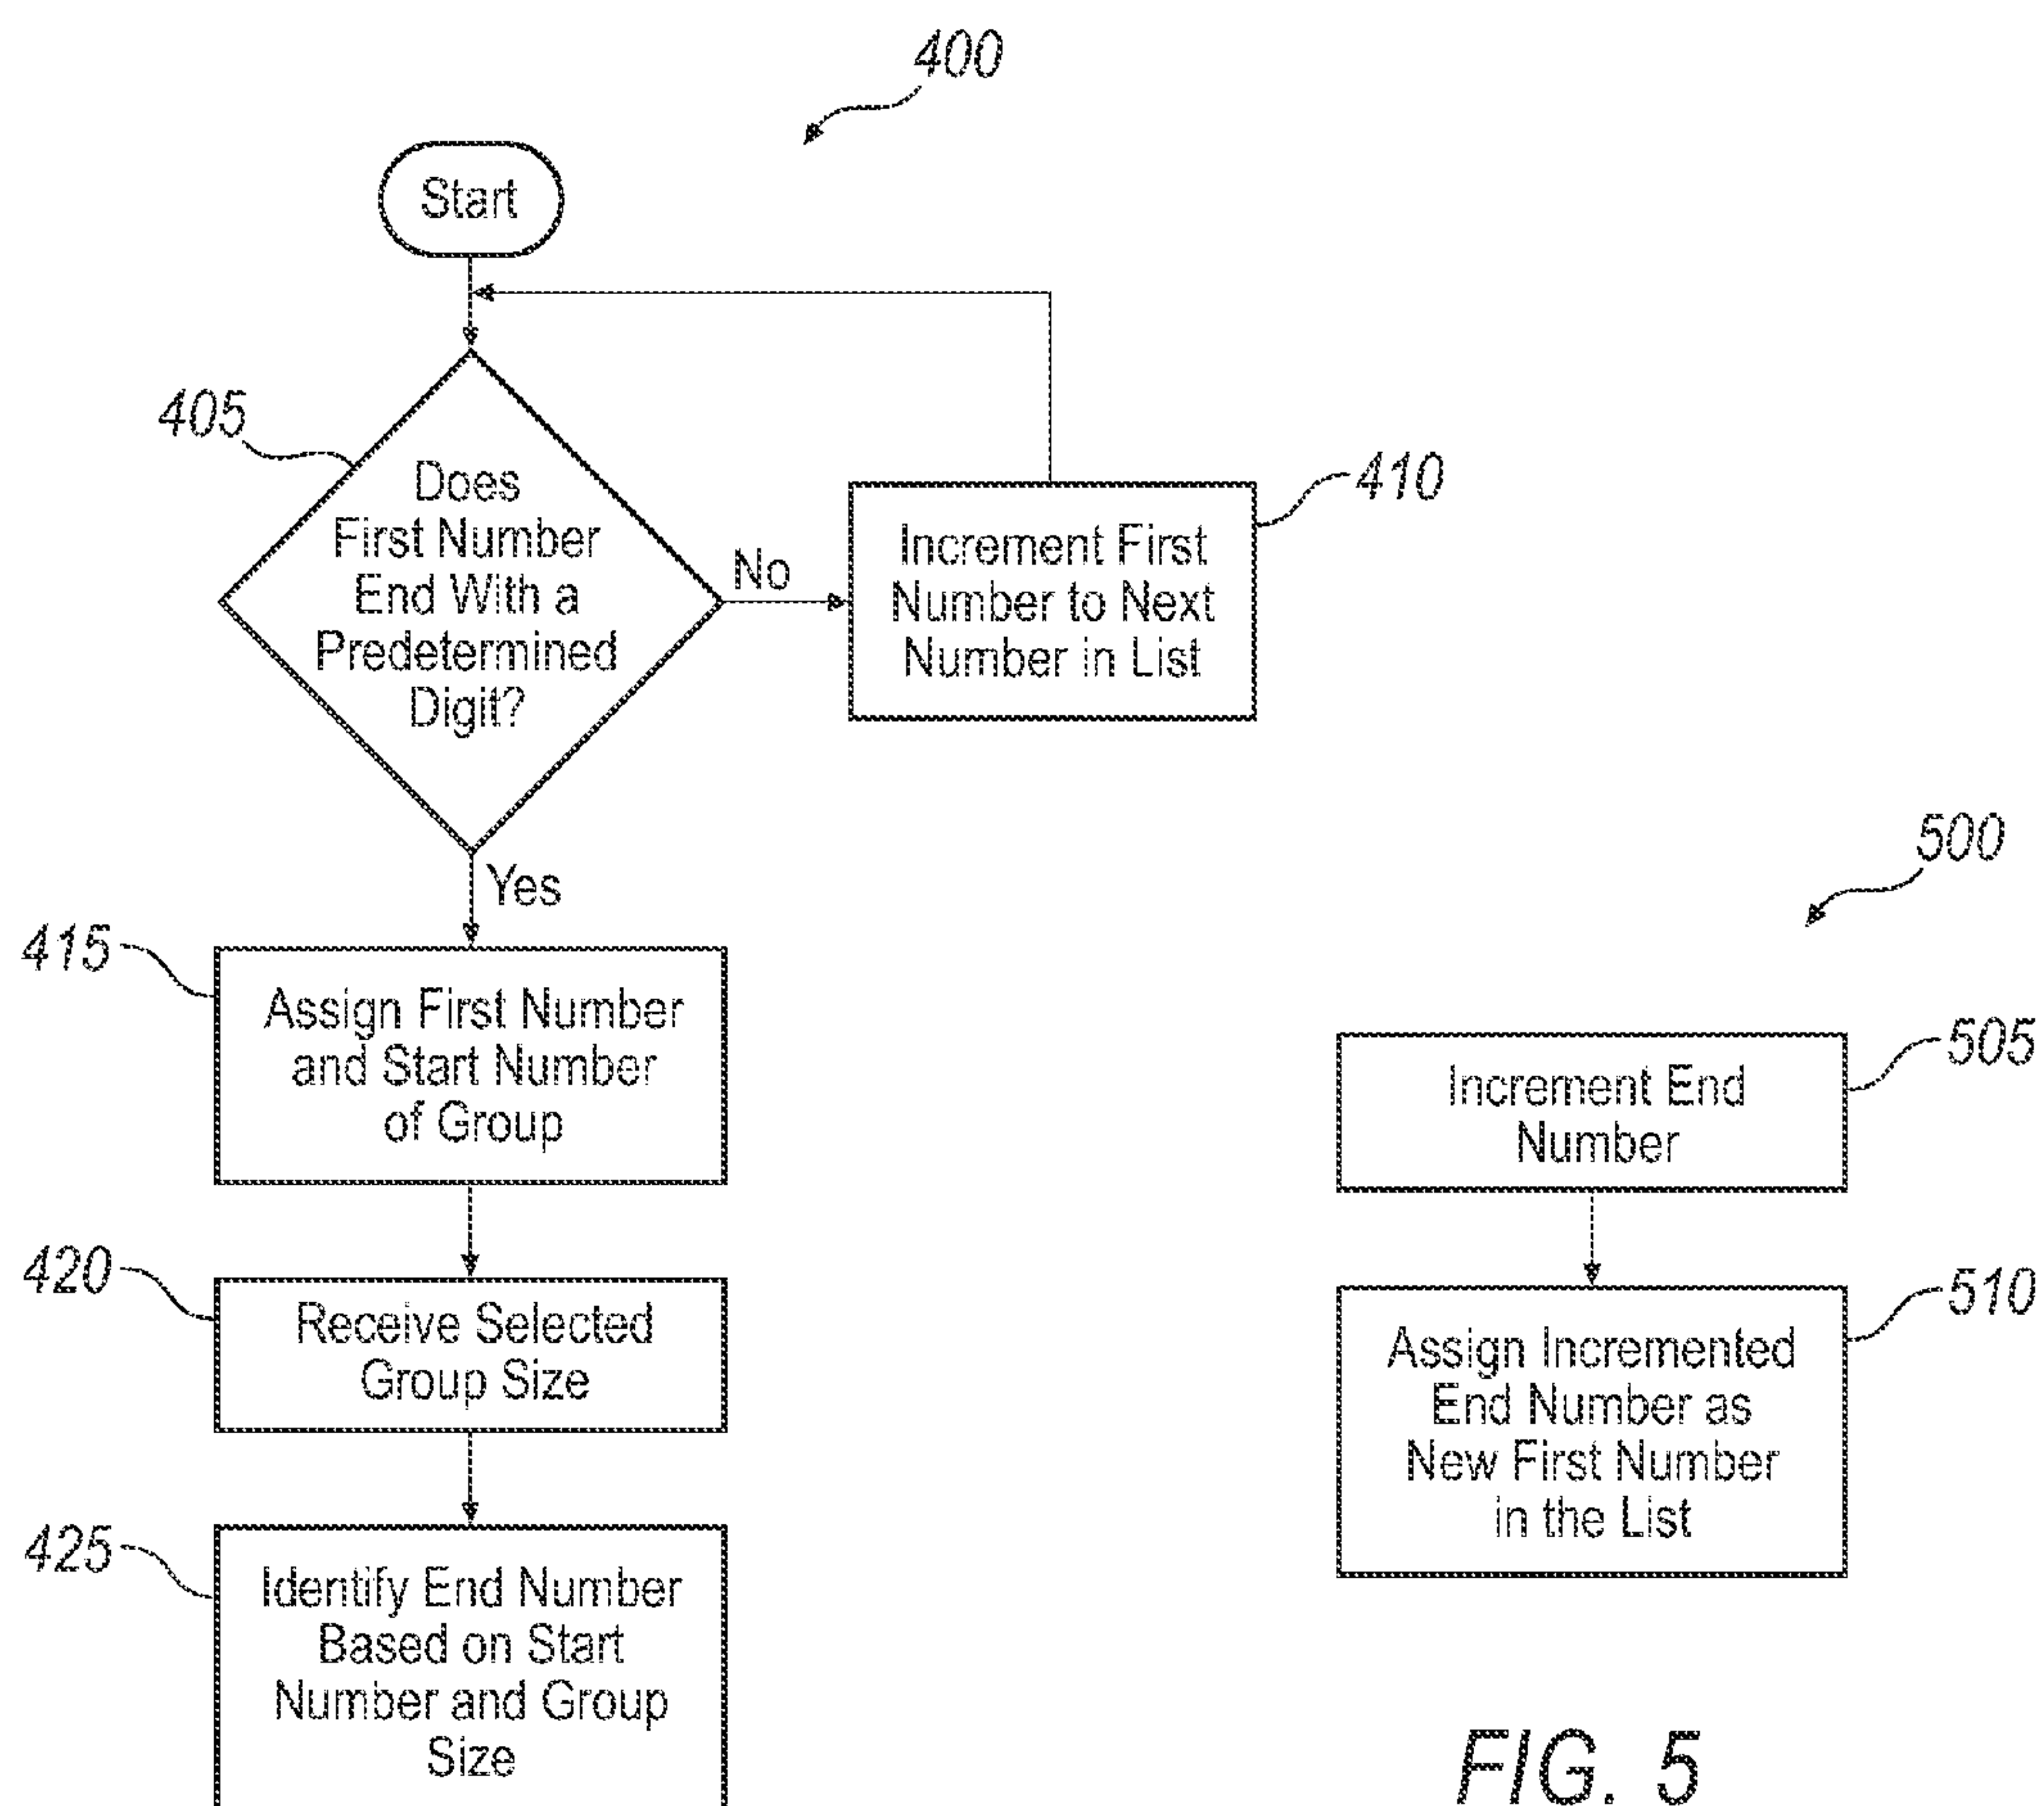 400
Start
405
Does
First Number
End With a
Predetermined
Digit?
No
410
Increment First
Number to Next
Number in List
Yes
415
Assign First Number
and Start Number
of Group
420
Receive Selected
Group Size
425
Identify End Number
Based on Start
Number and Group
Size
500
505
Increment End
Number
510
Assign Incremented
End Number as
New First Number
in the List
FIG. 5